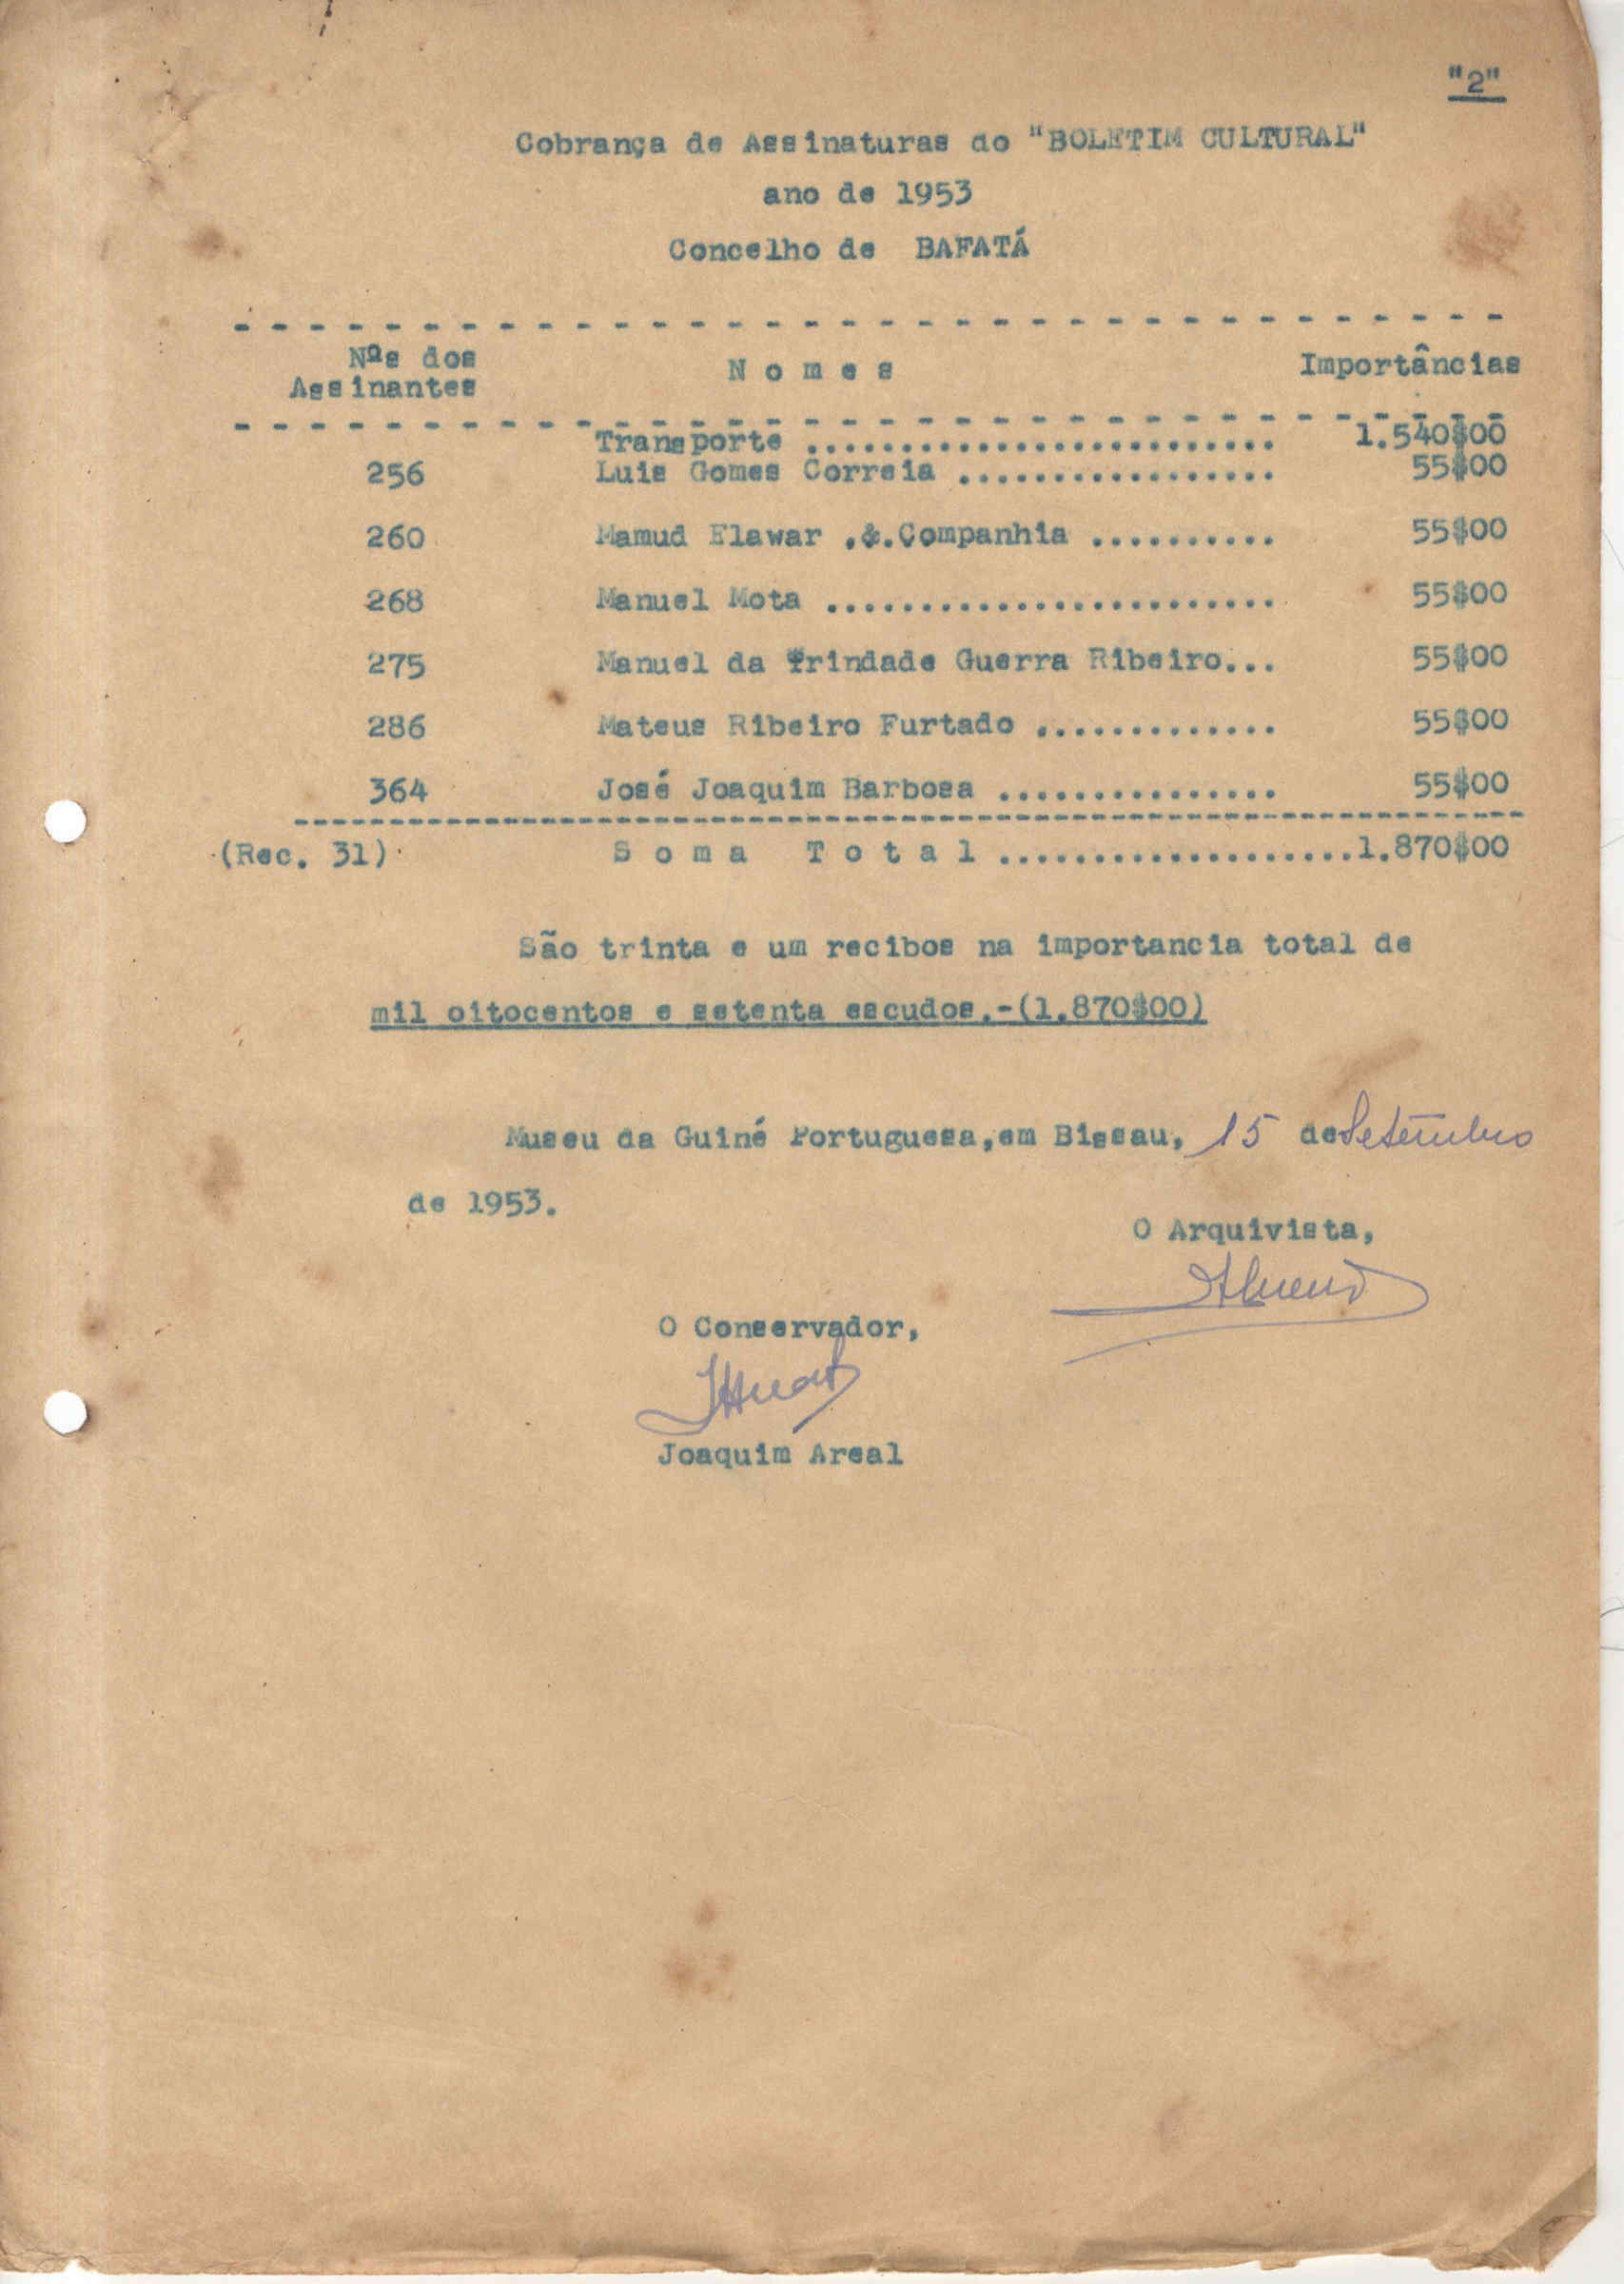 "2"
Cobrança de Assinaturas do "BOLETIM CULTURAL"
ano de 1953
Concelho de BAFATÁ
Nºs dos Assinantes N o m e s Importâncias
Transporte ......................... 1.540$00
256 Luis Gomes Correia ................. 55$00
260 Mamud Elawar .&.Companhia .......... 55$00
268 Manuel Mota ........................ 55$00
275 Manuel da Trindade Guerra Ribeiro... 55$00
286 Mateus Ribeiro Furtado ............. 55$00
364 José Joaquim Barbosa ............... 55$00
(Rec. 31) S o m a T o t a l ...................1.870$00
São trinta e um recibos na importancia total de
mil oitocentos e setenta escudos.-(1.870$00)
Museu da Guiné Portuguesa,em Bissau, 15 de Setembro
de 1953.
O Arquivista,
O Conservador,
Joaquim Areal